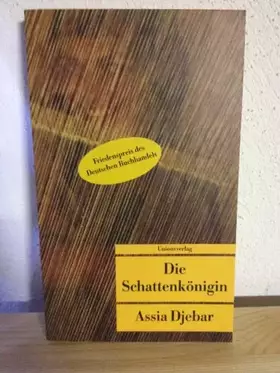 Friedenspreis des
Deutschen Buchhandels
Unionsverlag
Die
Schattenkönigin
Assia Djebar